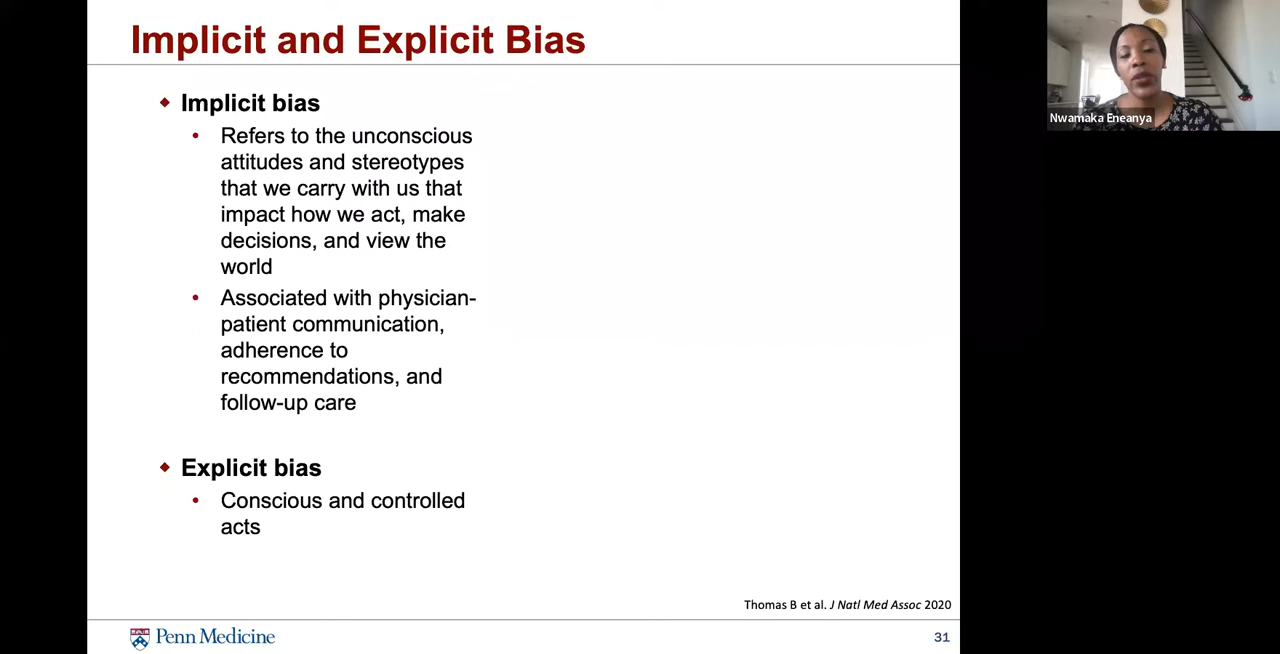 Implicit and Explicit Bias
Implicit bias
Refers to the unconscious
attitudes and stereotypes
that we carry with us that
impact how we act, make
decisions, and view the
world
Associated with physician-
patient communication,
adherence to
recommendations, and
follow-up care
Explicit bias
Conscious and controlled
acts
Thomas B et al. J Natl Med Assoc 2020
Penn Medicine
31
Nwamaka Eneanya